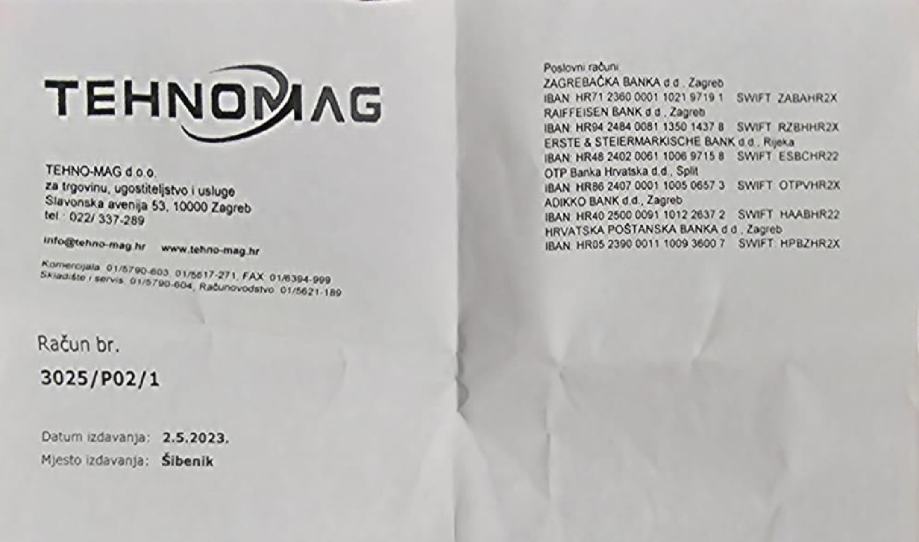 TEHNOMAG
TEHNO-MAG d.o.o.
za trgovinu, ugostiteljstvo i usluge
Slavonska avenija 53, 10000 Zagreb
tel : 022/ 337-289
info@tehno-mag.hr www.tehno-mag.hr
Komercijala 01/5790-603, 01/5617-271, FAX 01/6394-999
Skladište i servis 01/5790-604, Računovodstvo 01/5621-189
Račun br.
3025/P02/1
Datum izdavanja: 2.5.2023.
Mjesto izdavanja: Šibenik
Poslovni računi
ZAGREBAČKA BANKA d.d., Zagreb
IBAN: HR71 2360 0001 1021 9719 1 SWIFT ZABAHR2X
RAIFFEISEN BANK d.d., Zagreb
IBAN: HR94 2484 0081 1350 1437 8 SWIFT RZBHHR2X
ERSTE & STEIERMARKISCHE BANK d.d., Rijeka
IBAN: HR48 2402 0061 1006 9715 8 SWIFT ESBCHR22
OTP Banka Hrvatska d.d., Split
IBAN: HR86 2407 0001 1005 0657 3 SWIFT OTPVHR2X
ADIKKO BANK d.d., Zagreb
IBAN: HR40 2500 0091 1012 2637 2 SWIFT HAABHR22
HRVATSKA POŠTANSKA BANKA d.d., Zagreb
IBAN: HR05 2390 0011 1009 3600 7 SWIFT HPBZHR2X